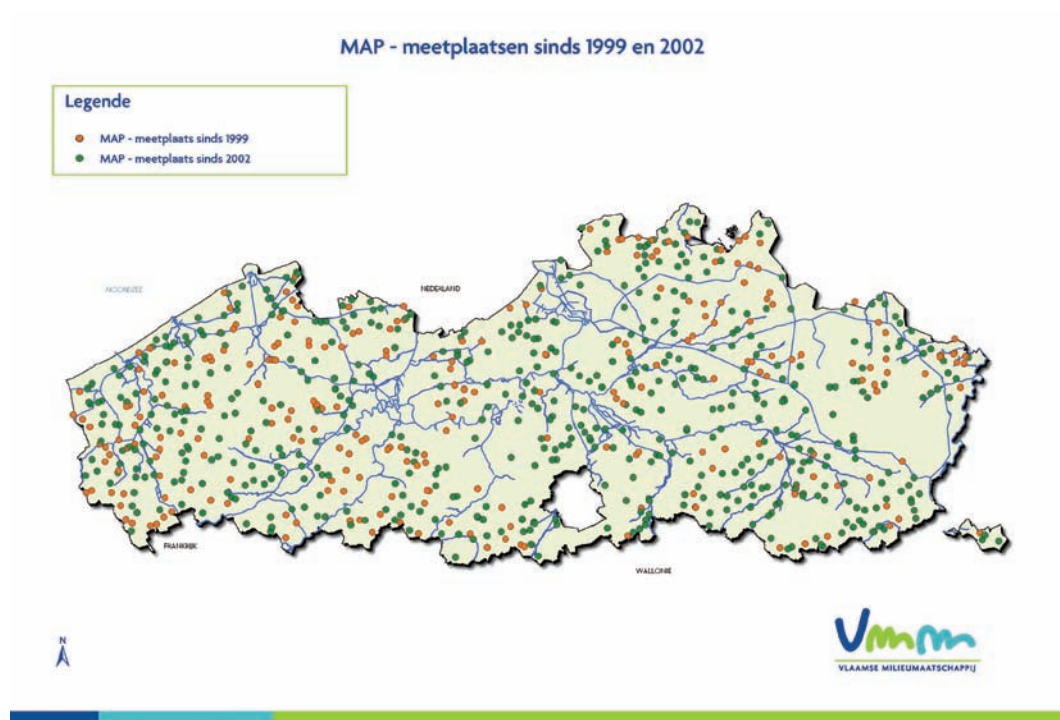 MAP - meetplaatsen sinds 1999 en 2002
Legende
MAP - meetplaats sinds 1999
MAP - meetplaats sinds 2002
NOORDZEE
NEDERLAND
FRANKRIJK
WALLONIE
N
Vmm
VLAAMSE MILIEUMAATSCHAPPIJ